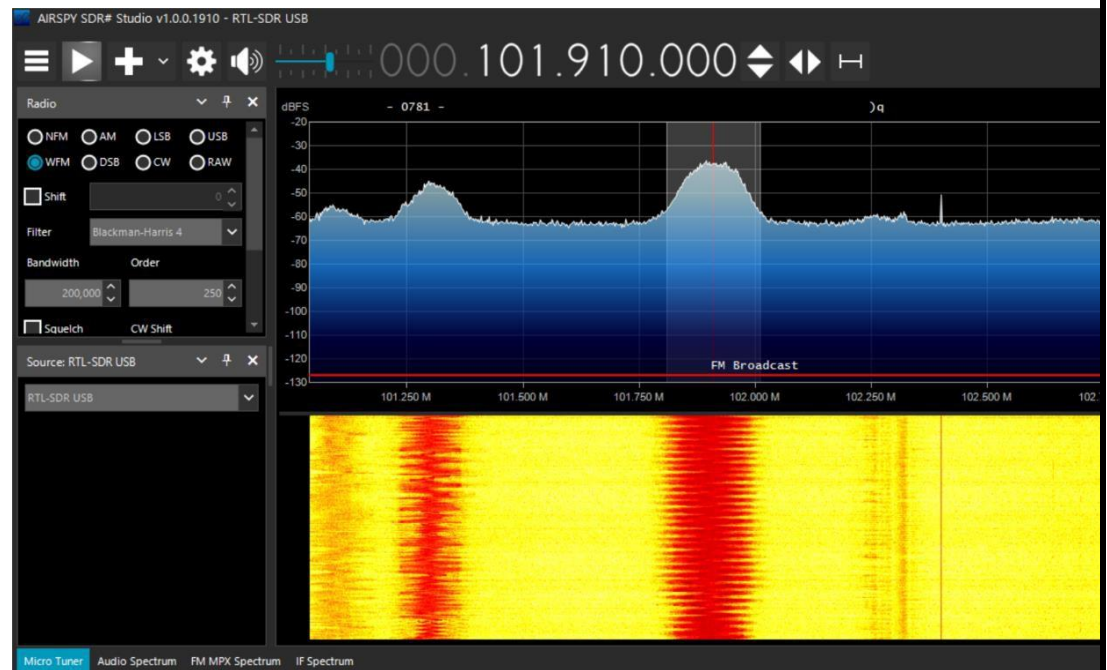 AIRSPY SDR# Studio v1.0.0.1910 - RTL-SDR USB
000.101.910.000
Radio
NFM AM LSB USB
WFM DSB CW RAW
Shift 0
Filter Blackman-Harris 4
Bandwidth Order
200,000 250
Squelch CW Shift
Source: RTL-SDR USB
RTL-SDR USB
dBFS - 0781 - )q
-20
-30
-40
-50
-60
-70
-80
-90
-100
-110
-120
-130
FM Broadcast
101.250 M 101.500 M 101.750 M 102.000 M 102.250 M 102.500 M 102.
Micro Tuner Audio Spectrum FM MPX Spectrum IF Spectrum